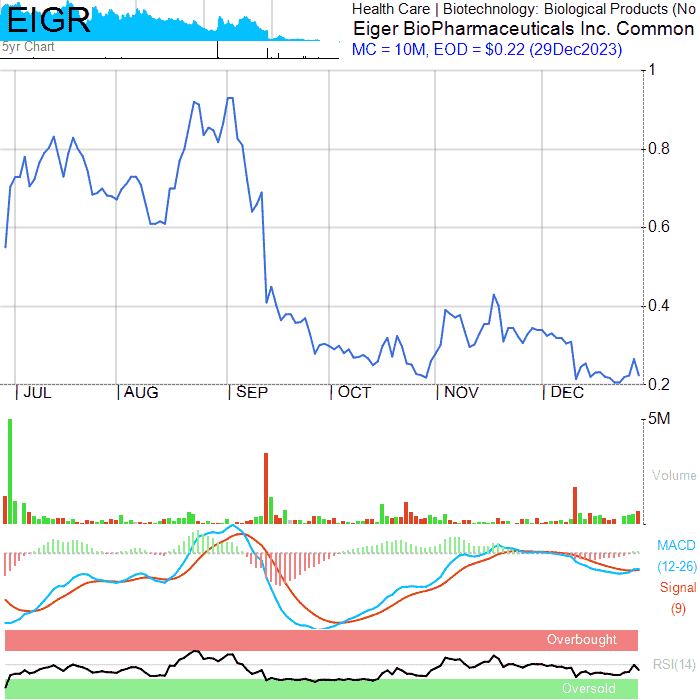 EIGR
5yr Chart
Health Care | Biotechnology: Biological Products (No
Eiger BioPharmaceuticals Inc. Common
MC = 10M, EOD = $0.22 (29Dec2023)
1
0.8
0.6
0.4
0.2
JUL AUG SEP OCT NOV DEC
5M
Volume
MACD
(12-26)
Signal
(9)
Overbought
RSI(14)
Oversold